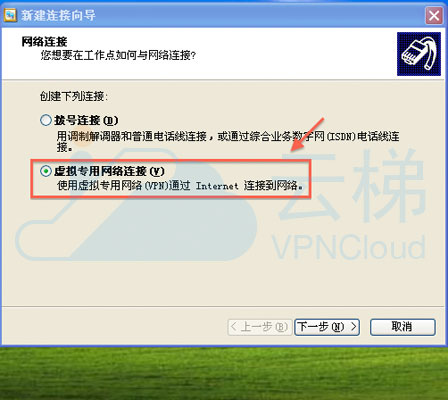 新建连接向导
网络连接
您想要在工作点如何与网络连接?
创建下列连接:
拨号连接(D)
用调制解调器和普通电话线连接，或通过综合业务数字网(ISDN)电话线连
接。
虚拟专用网络连接(V)
使用虚拟专用网络(VPN)通过 Internet 连接到网络。
云梯
VPNCloud
< 上一步(B)
下一步(N) >
取消